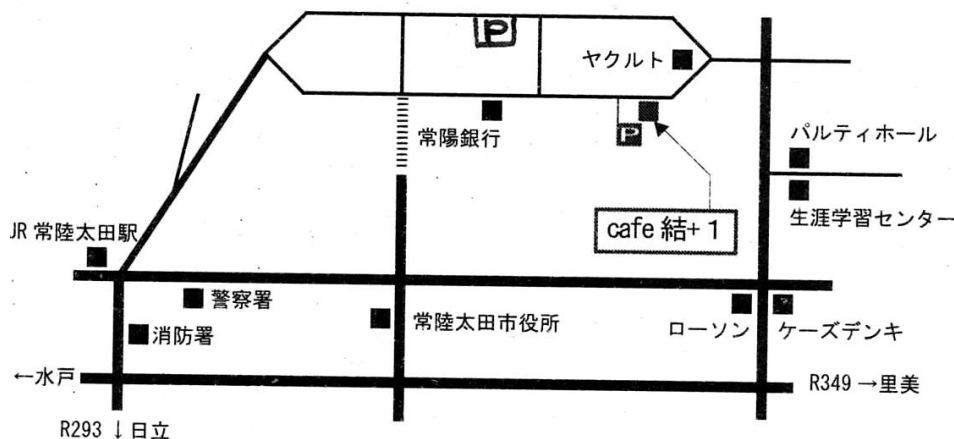 P
ヤクルト
常陽銀行
P
パルティホール
生涯学習センター
cafe 結+1
JR 常陸太田駅
警察署
消防署
常陸太田市役所
ローソン
ケーズデンキ
←水戸
R349 →里美
R293 ↓日立